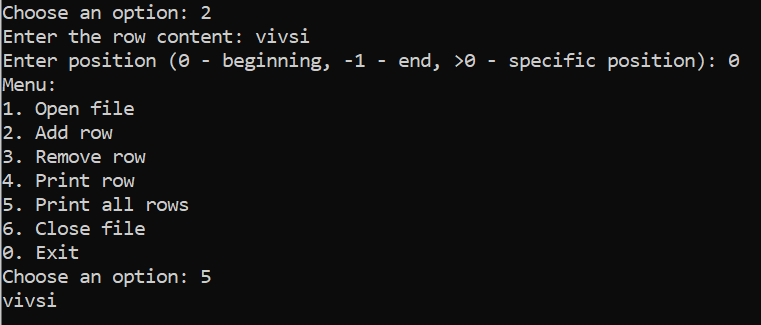 Choose an option: 2
Enter the row content: vivsi
Enter position (0 - beginning, -1 - end, >0 - specific position): 0
Menu:
1. Open file
2. Add row
3. Remove row
4. Print row
5. Print all rows
6. Close file
0. Exit
Choose an option: 5
vivsi